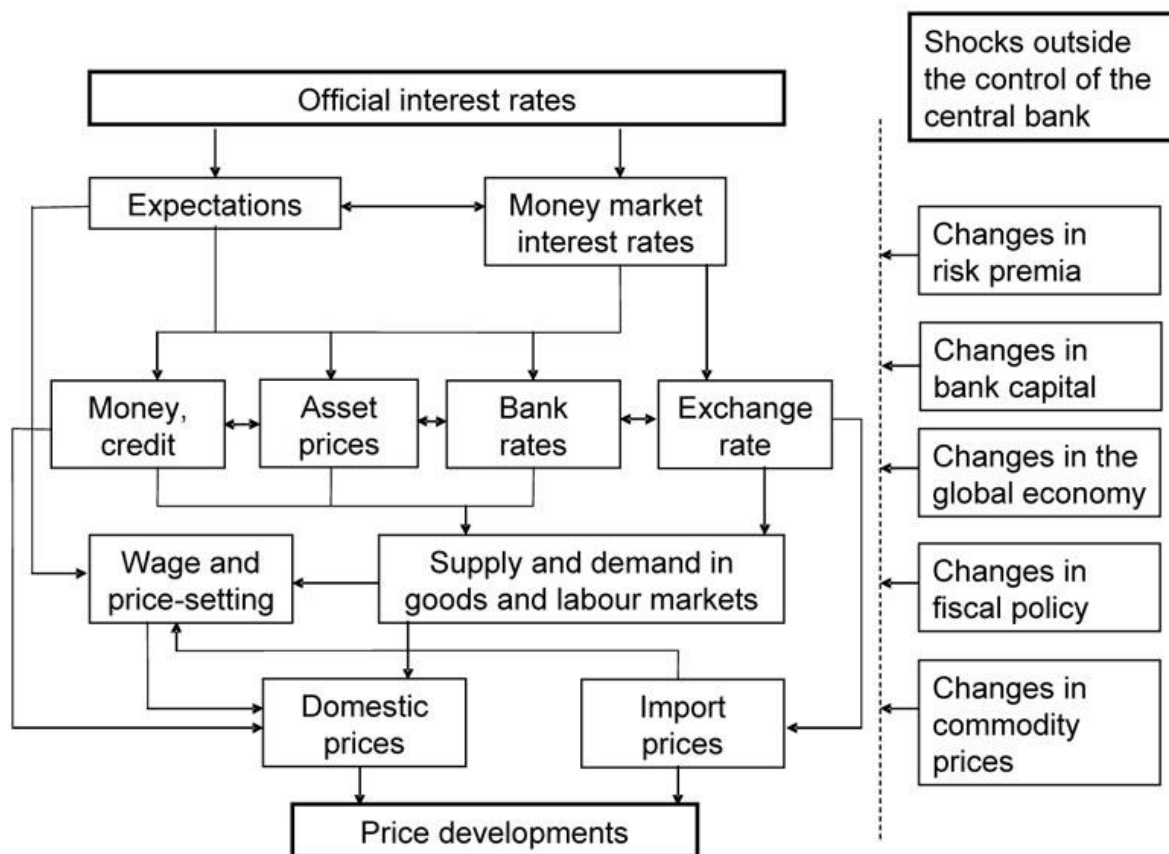 Shocks outside
the control of the
central bank
Official interest rates
Expectations
Money market
interest rates
Changes in
risk premia
Changes in
bank capital
Money,
credit
Asset
prices
Bank
rates
Exchange
rate
Changes in the
global economy
Wage and
price-setting
Supply and demand in
goods and labour markets
Changes in
fiscal policy
Domestic
prices
Import
prices
Changes in
commodity
prices
Price developments